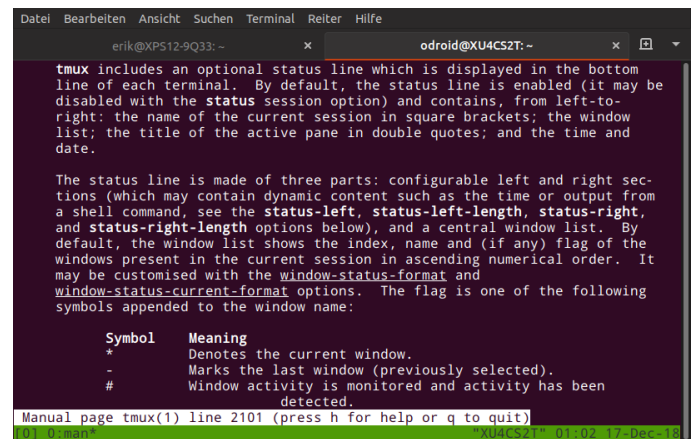 Datei Bearbeiten Ansicht Suchen Terminal Reiter Hilfe
erik@XPS12-9Q33: ~ × odroid@XU4CS2T: ~ ×
tmux includes an optional status line which is displayed in the bottom
line of each terminal. By default, the status line is enabled (it may be
disabled with the status session option) and contains, from left-to-
right: the name of the current session in square brackets; the window
list; the title of the active pane in double quotes; and the time and
date.
The status line is made of three parts: configurable left and right sec-
tions (which may contain dynamic content such as the time or output from
a shell command, see the status-left, status-left-length, status-right,
and status-right-length options below), and a central window list. By
default, the window list shows the index, name and (if any) flag of the
windows present in the current session in ascending numerical order. It
may be customised with the window-status-format and
window-status-current-format options. The flag is one of the following
symbols appended to the window name:
Symbol Meaning
* Denotes the current window.
- Marks the last window (previously selected).
# Window activity is monitored and activity has been
detected.
Manual page tmux(1) line 2101 (press h for help or q to quit)
[0] 0:man* "XU4CS2T" 01:02 17-Dec-18